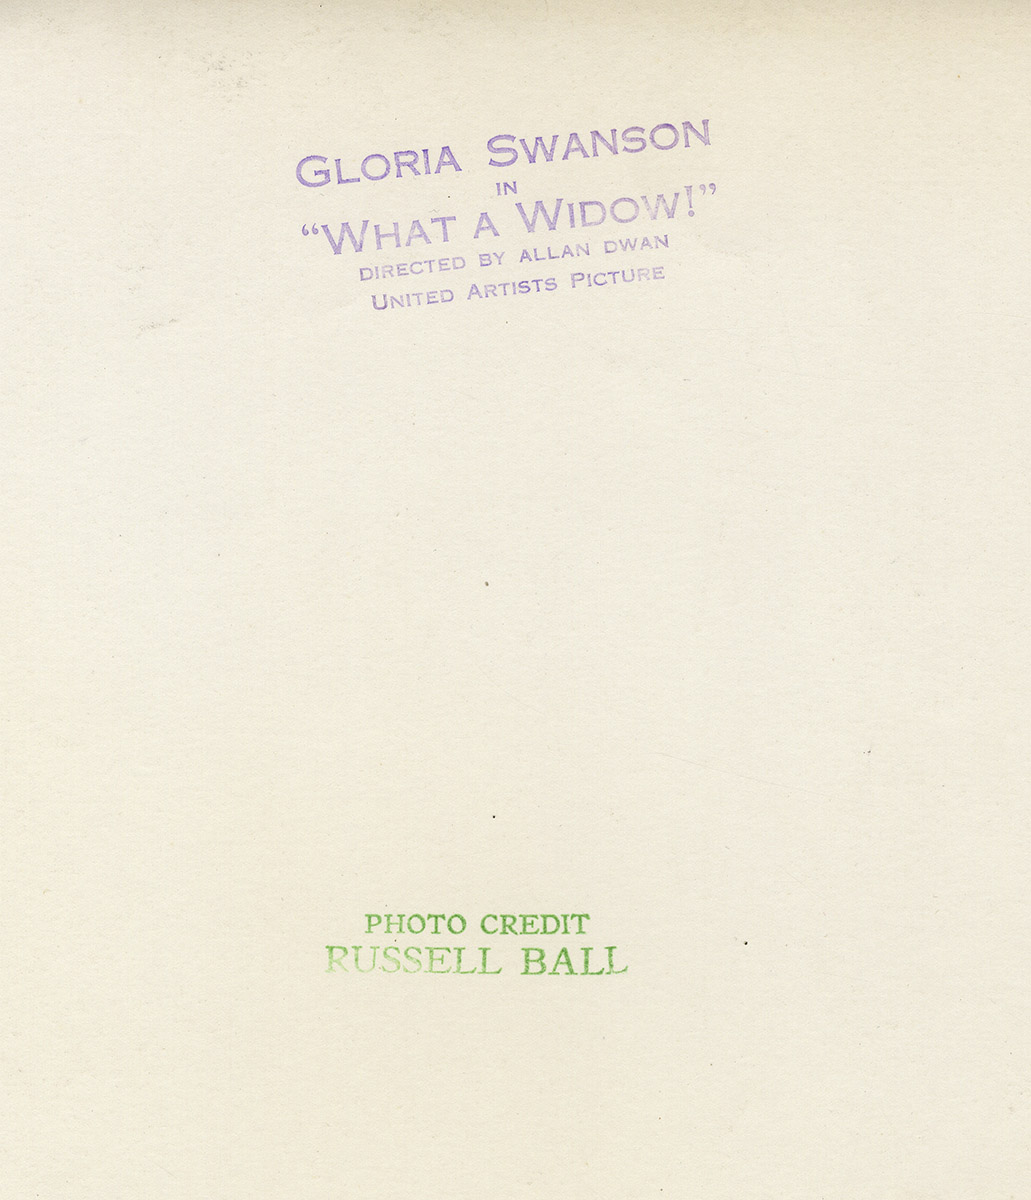 GLORIA SWANSON
IN
“WHAT A WIDOW!”
DIRECTED BY ALLAN DWAN
UNITED ARTISTS PICTURE
PHOTO CREDIT
RUSSELL BALL